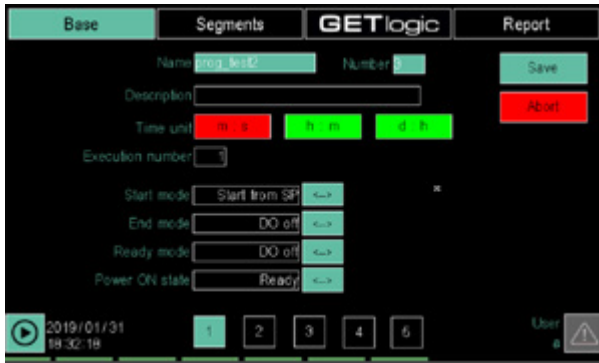 Base Segments GETlogic Report
Name prog_test2 Number 3 Save
Description Abort
Time unit m : s h : m d : h
Execution number 1
Start mode Start from SP <-->
End mode DO off <-->
Ready mode DO off <-->
Power ON state Ready <-->
2019/01/31 1 2 3 4 5 User
18:32:18 a